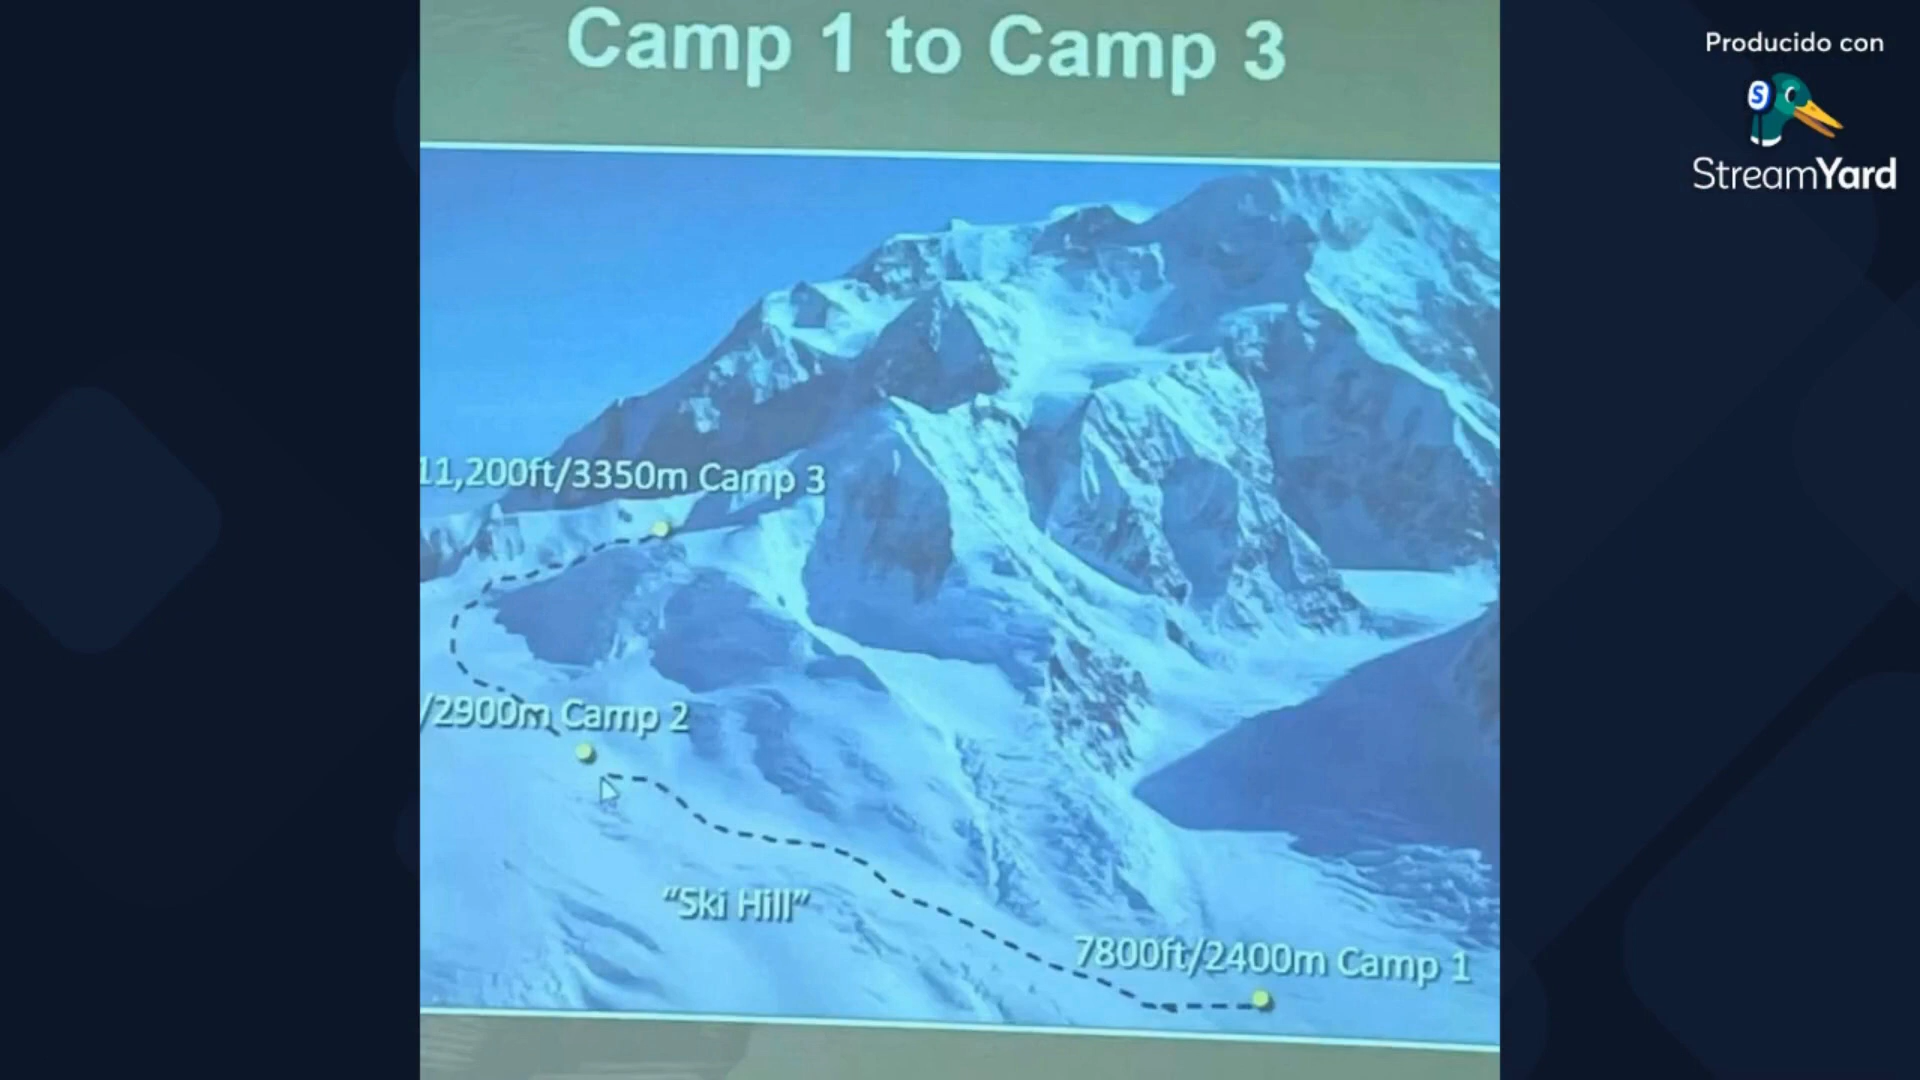 Camp 1 to Camp 3
Producido con
S
StreamYard
11,200ft/3350m Camp 3
/2900m Camp 2
"Ski Hill"
7800ft/2400m Camp 1